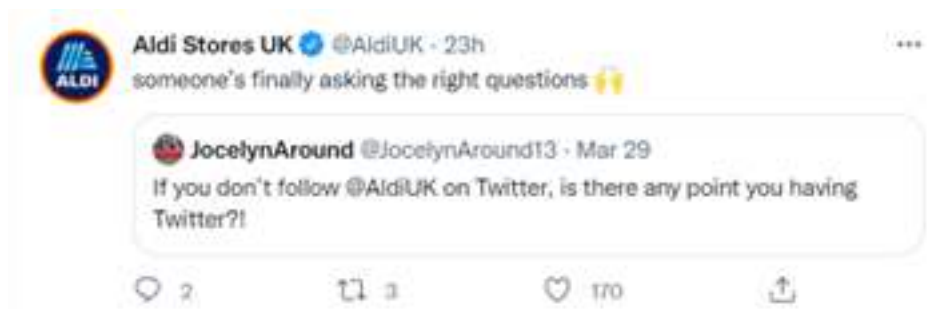 Aldi Stores UK @AldiUK · 23h
ALDI
someone's finally asking the right questions 🙌
JocelynAround @JocelynAround13 · Mar 29
If you don't follow @AldiUK on Twitter, is there any point you having
Twitter?!
2 3 170